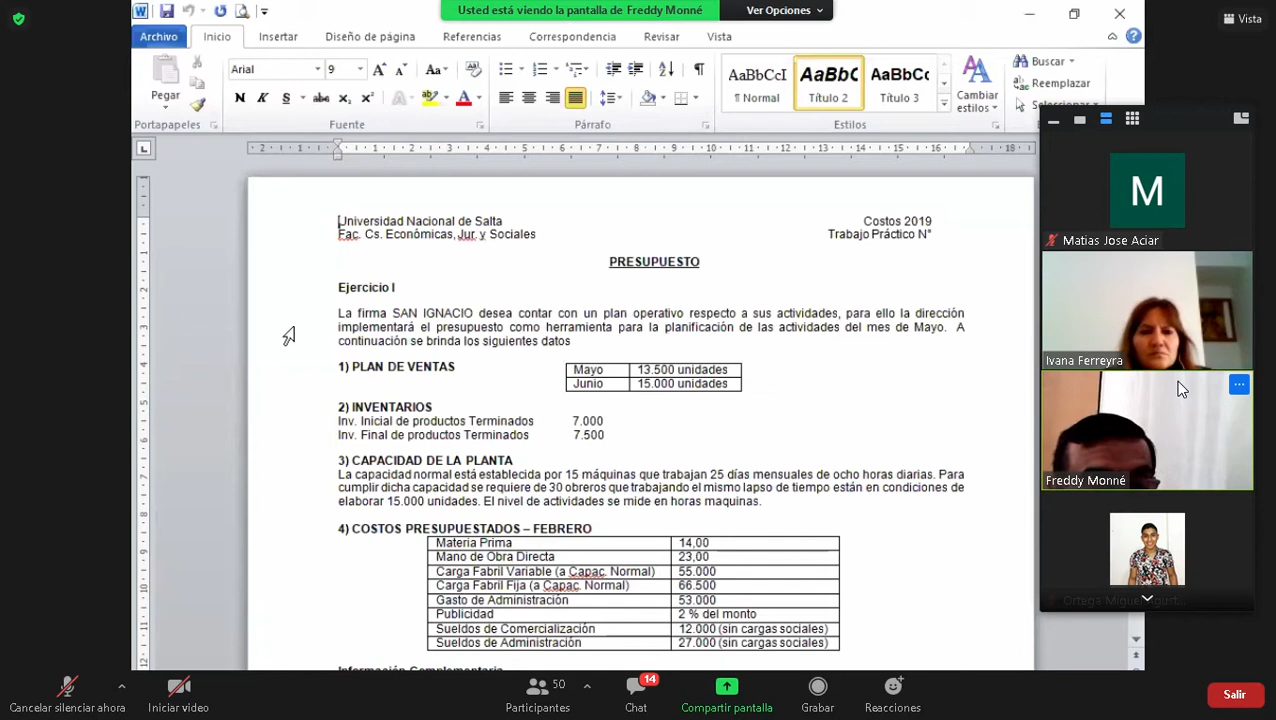 Usted está viendo la pantalla de Freddy Monné
Ver Opciones
Vista
Archivo
Inicio
Insertar
Diseño de página
Referencias
Correspondencia
Revisar
Vista
Pegar
Portapapeles
Arial
9
Fuente
Párrafo
AaBbCcI
¶ Normal
AaBbC
Título 2
AaBbCc
Título 3
Cambiar estilos
Estilos
Buscar
Reemplazar
Seleccionar
Universidad Nacional de Salta
Costos 2019
Fac. Cs. Económicas, Jur. y Sociales
Trabajo Práctico N°
PRESUPUESTO
Ejercicio I
La firma SAN IGNACIO desea contar con un plan operativo respecto a sus actividades, para ello la dirección
implementará el presupuesto como herramienta para la planificación de las actividades del mes de Mayo. A
continuación se brinda los siguientes datos
1) PLAN DE VENTAS
Mayo 13.500 unidades
Junio 15.000 unidades
2) INVENTARIOS
Inv. Inicial de productos Terminados 7.000
Inv. Final de productos Terminados 7.500
3) CAPACIDAD DE LA PLANTA
La capacidad normal está establecida por 15 máquinas que trabajan 25 días mensuales de ocho horas diarias. Para
cumplir dicha capacidad se requiere de 30 obreros que trabajando el mismo lapso de tiempo están en condiciones de
elaborar 15.000 unidades. El nivel de actividades se mide en horas maquinas.
4) COSTOS PRESUPUESTADOS – FEBRERO
Materia Prima 14,00
Mano de Obra Directa 23,00
Carga Fabril Variable (a Capac. Normal) 55.000
Carga Fabril Fija (a Capac. Normal) 66.500
Gasto de Administración 53.000
Publicidad 2 % del monto
Sueldos de Comercialización 12.000 (sin cargas sociales)
Sueldos de Administración 27.000 (sin cargas sociales)
Información Complementaria
M
Matias Jose Aciar
Ivana Ferreyra
Freddy Monné
Ortega Miguel Agust...
Cancelar silenciar ahora
Iniciar video
50
Participantes
14
Chat
Compartir pantalla
Grabar
Reacciones
Salir